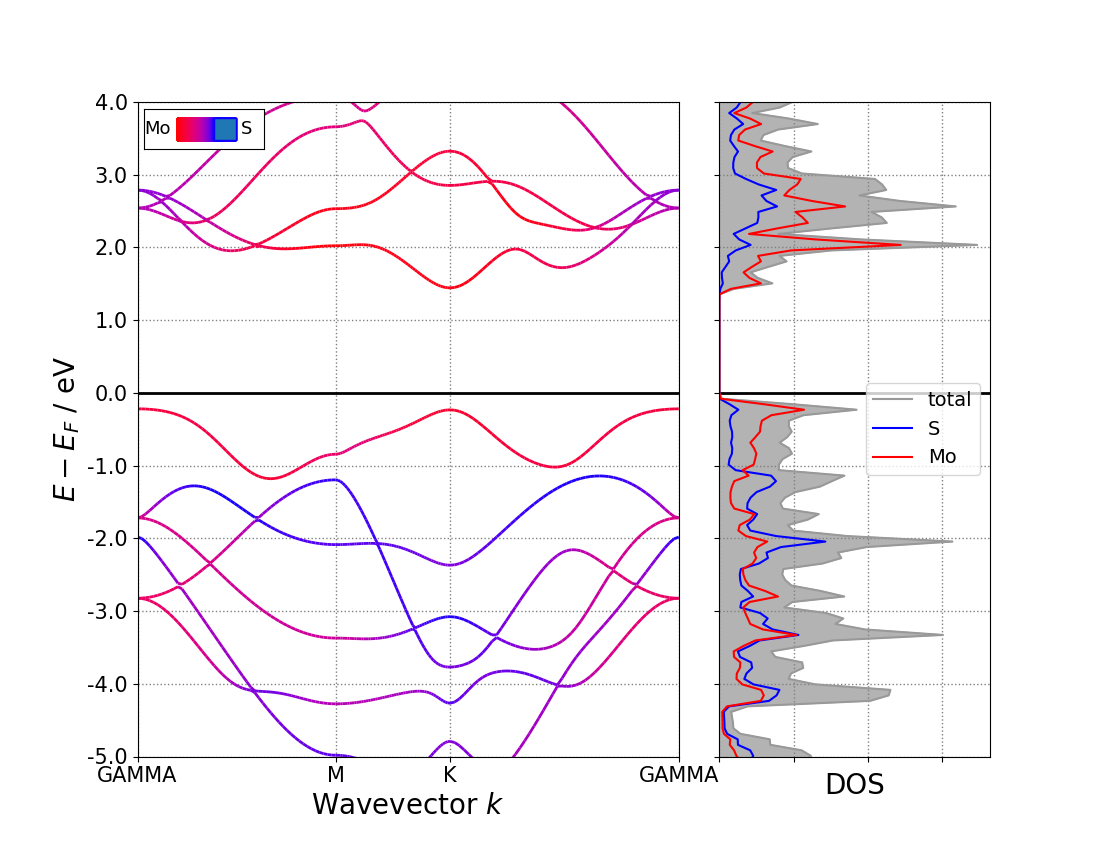 4.0
3.0
2.0
1.0
0.0
-1.0
-2.0
-3.0
-4.0
-5.0
E − E_F / eV
Mo S
GAMMA M K GAMMA
Wavevector k
total
S
Mo
DOS